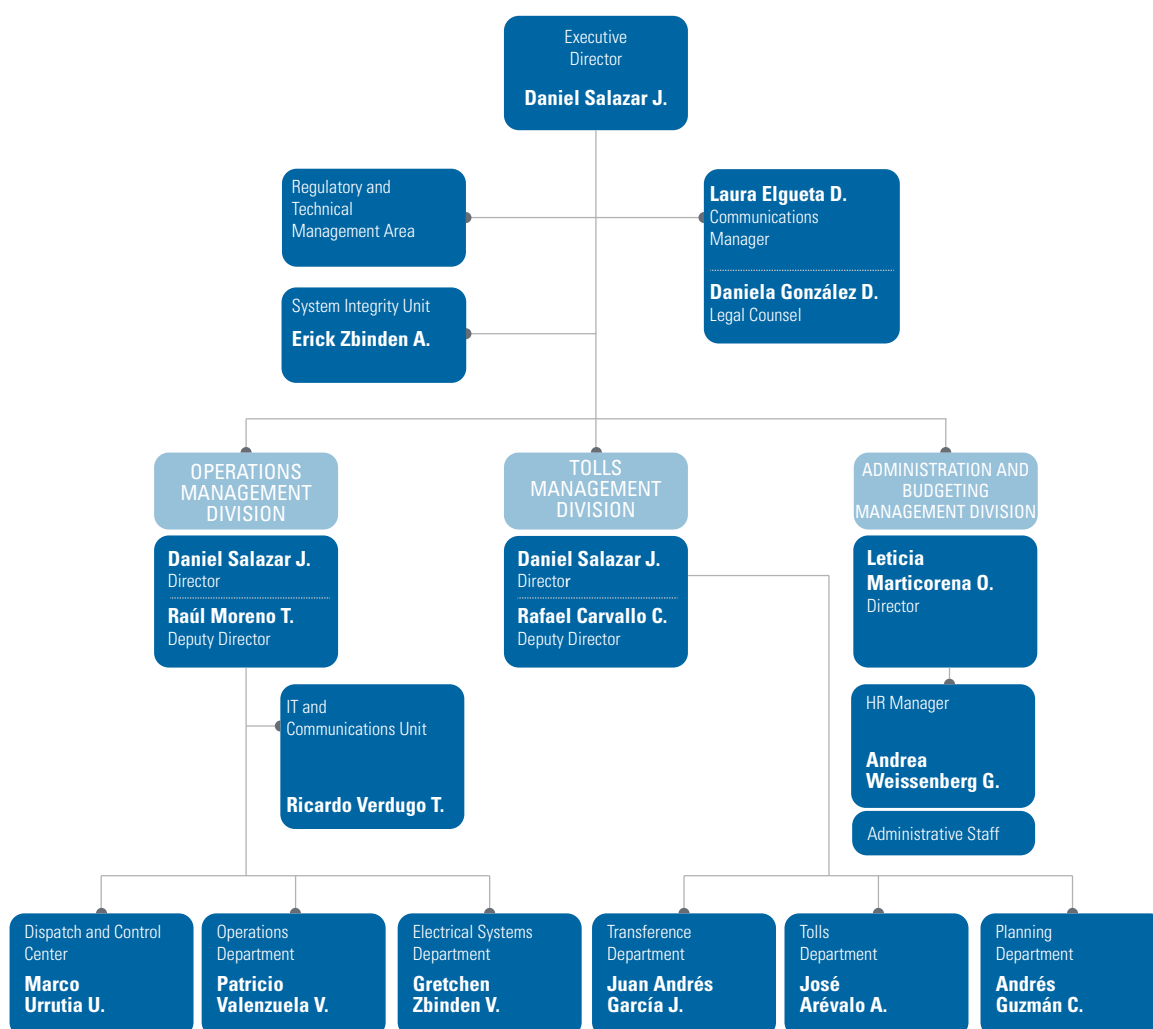 Executive
Director
Daniel Salazar J.
Regulatory and
Technical
Management Area
Laura Elgueta D.
Communications
Manager
Daniela González D.
Legal Counsel
System Integrity Unit
Erick Zbinden A.
OPERATIONS
MANAGEMENT
DIVISION
Daniel Salazar J.
Director
Raúl Moreno T.
Deputy Director
TOLLS
MANAGEMENT
DIVISION
Daniel Salazar J.
Director
Rafael Carvallo C.
Deputy Director
ADMINISTRATION AND
BUDGETING
MANAGEMENT DIVISION
Leticia
Marticorena O.
Director
IT and
Communications Unit
Ricardo Verdugo T.
HR Manager
Andrea
Weissenberg G.
Administrative Staff
Dispatch and Control
Center
Marco
Urrutia U.
Operations
Department
Patricio
Valenzuela V.
Electrical Systems
Department
Gretchen
Zbinden V.
Transference
Department
Juan Andrés
García J.
Tolls
Department
José
Arévalo A.
Planning
Department
Andrés
Guzmán C.